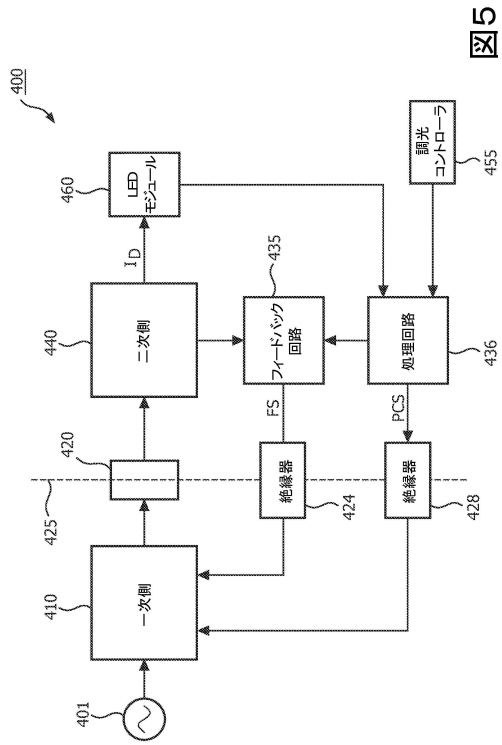 図5
400
460
LED
モジュール
調光
コントローラ
455
I_D
440
二次側
435
フィードバック
回路
処理回路
436
420
FS
PCS
425
絶縁器
424
絶縁器
428
410
一次側
401